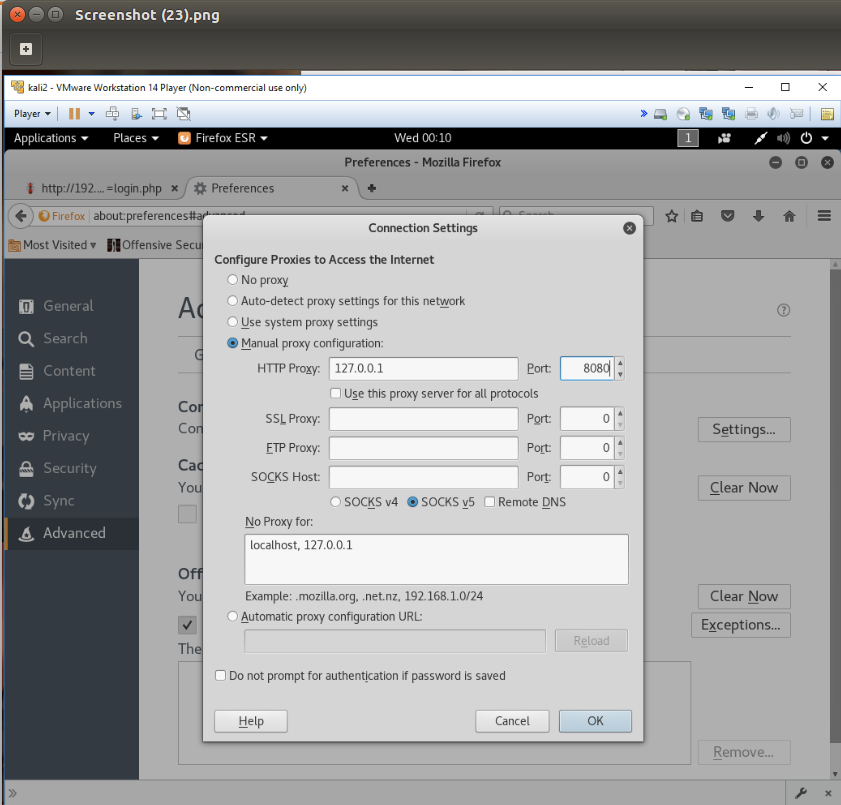 Screenshot (23).png
kali2 - VMware Workstation 14 Player (Non-commercial use only)
Player
Applications Places Firefox ESR Wed 00:10 1
Preferences - Mozilla Firefox
http://192....=login.php Preferences
Firefox about:preferences#advanced Search
Most Visited Offensive Secu
Connection Settings
Configure Proxies to Access the Internet
No proxy
Auto-detect proxy settings for this network
Use system proxy settings
Manual proxy configuration:
HTTP Proxy: 127.0.0.1 Port: 8080
Use this proxy server for all protocols
SSL Proxy: Port: 0
FTP Proxy: Port: 0
SOCKS Host: Port: 0
SOCKS v4 SOCKS v5 Remote DNS
No Proxy for:
localhost, 127.0.0.1
Example: .mozilla.org, .net.nz, 192.168.1.0/24
Automatic proxy configuration URL:
Reload
Do not prompt for authentication if password is saved
Help Cancel OK
General
Search
Content
Applications
Privacy
Security
Sync
Advanced
Ad
G
Con
Con
Settings...
Cac
You
Clear Now
Off
You
Clear Now
Exceptions...
The
Remove...